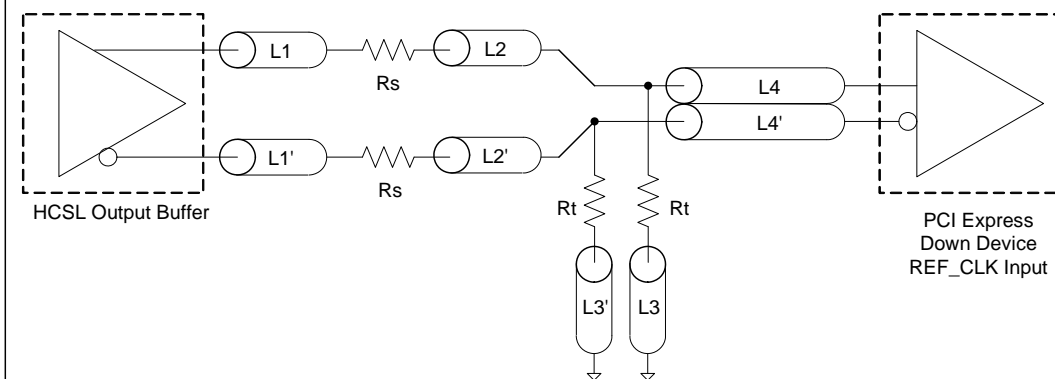 L1
Rs
L2
L4
L4'
L1'
Rs
L2'
HCSL Output Buffer
Rt
Rt
L3'
L3
PCI Express
Down Device
REF_CLK Input